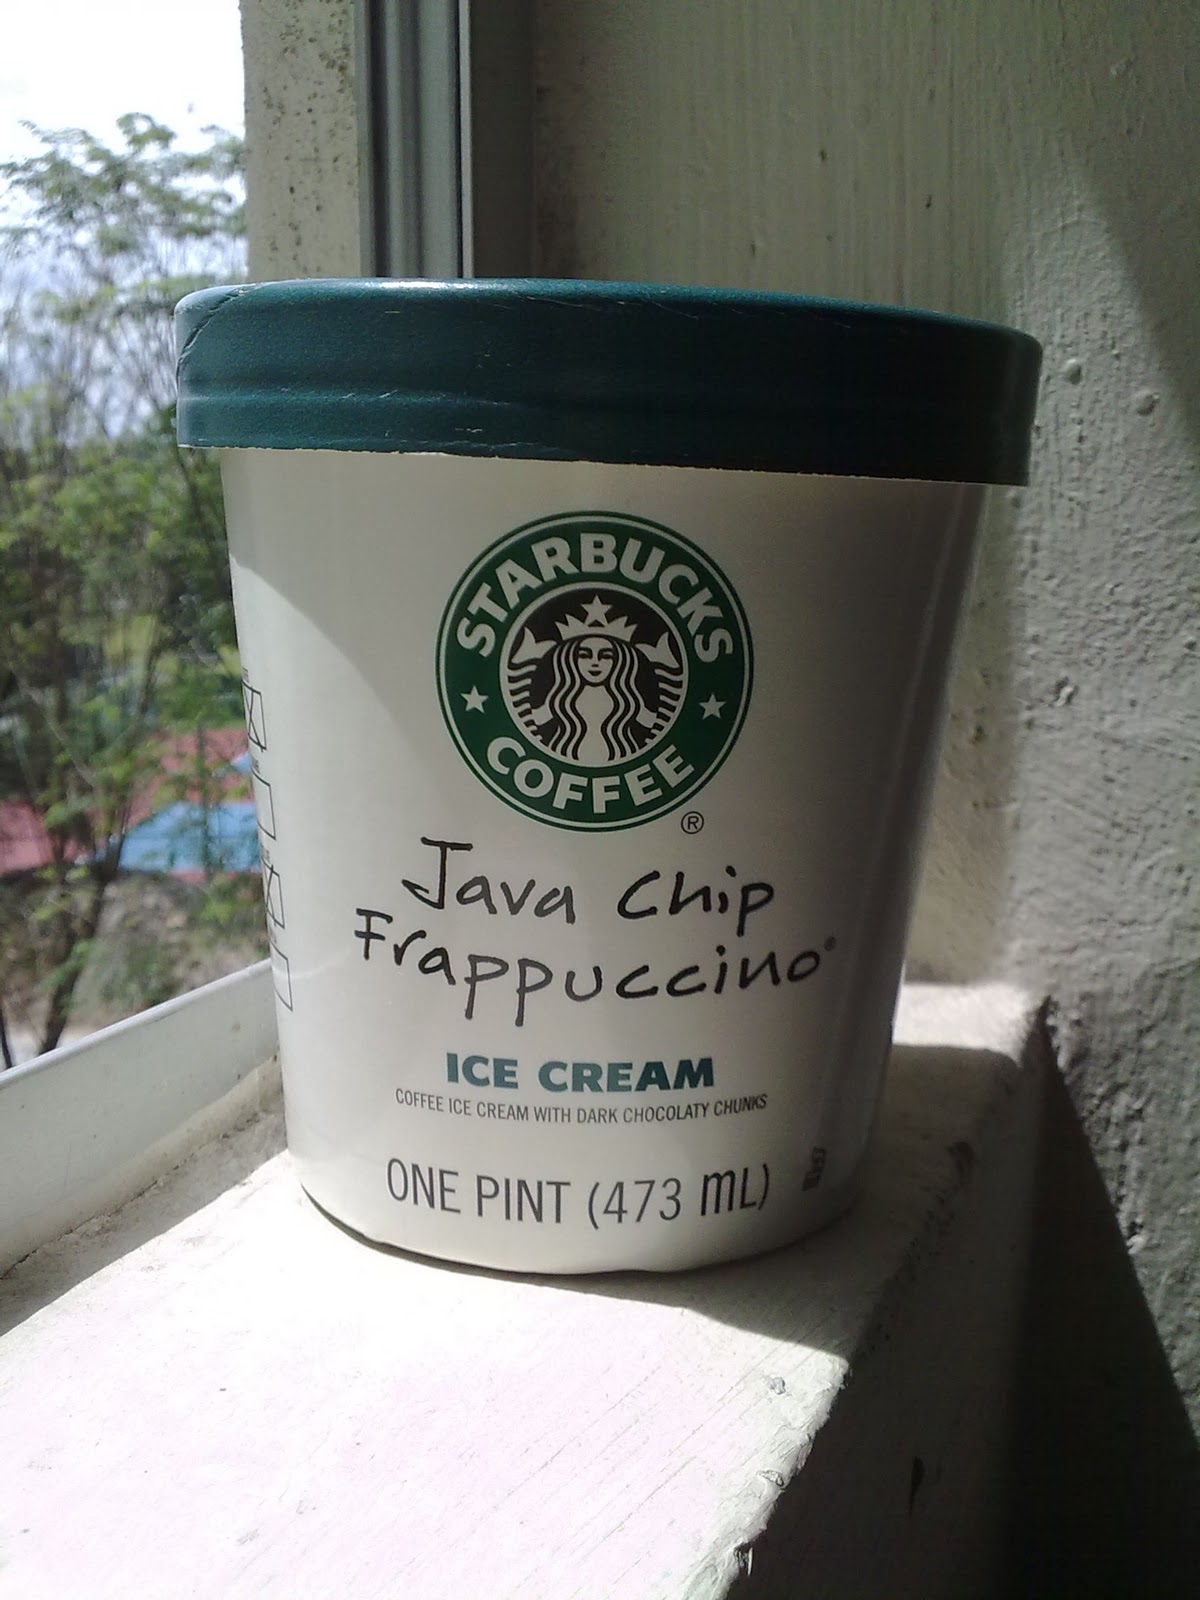 STARBUCKS
COFFEE
®
Java Chip
Frappuccino®
ICE CREAM
COFFEE ICE CREAM WITH DARK CHOCOLATY CHUNKS
ONE PINT (473 mL)